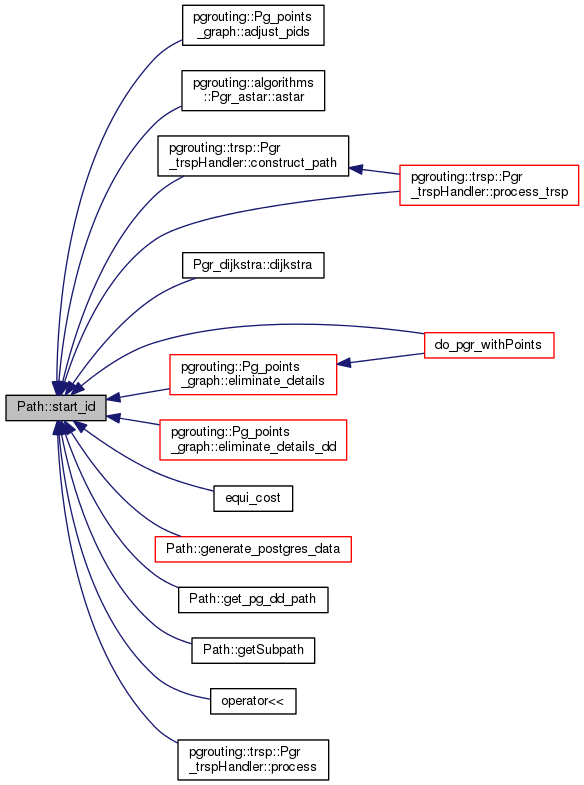 pgrouting::Pg_points
_graph::adjust_pids
pgrouting::algorithms
::Pgr_astar::astar
pgrouting::trsp::Pgr
_trspHandler::construct_path
pgrouting::trsp::Pgr
_trspHandler::process_trsp
Pgr_dijkstra::dijkstra
do_pgr_withPoints
pgrouting::Pg_points
_graph::eliminate_details
Path::start_id
pgrouting::Pg_points
_graph::eliminate_details_dd
equi_cost
Path::generate_postgres_data
Path::get_pg_dd_path
Path::getSubpath
operator<<
pgrouting::trsp::Pgr
_trspHandler::process